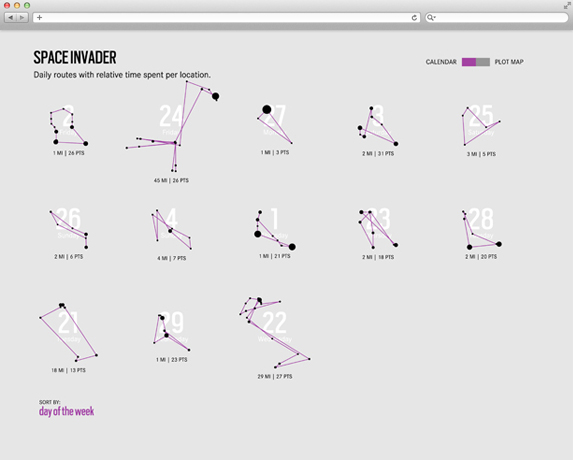 SPACE INVADER
Daily routes with relative time spent per location.
CALENDAR
PLOT MAP
2
1 MI | 26 PTS
24
45 MI | 26 PTS
1 MI | 3 PTS
2 MI | 31 PTS
25
3 MI | 5 PTS
26
2 MI | 6 PTS
4
4 MI | 7 PTS
1
1 MI | 21 PTS
2 MI | 18 PTS
28
2 MI | 20 PTS
21
18 MI | 13 PTS
29
1 MI | 23 PTS
22
29 MI | 27 PTS
SORT BY:
day of the week